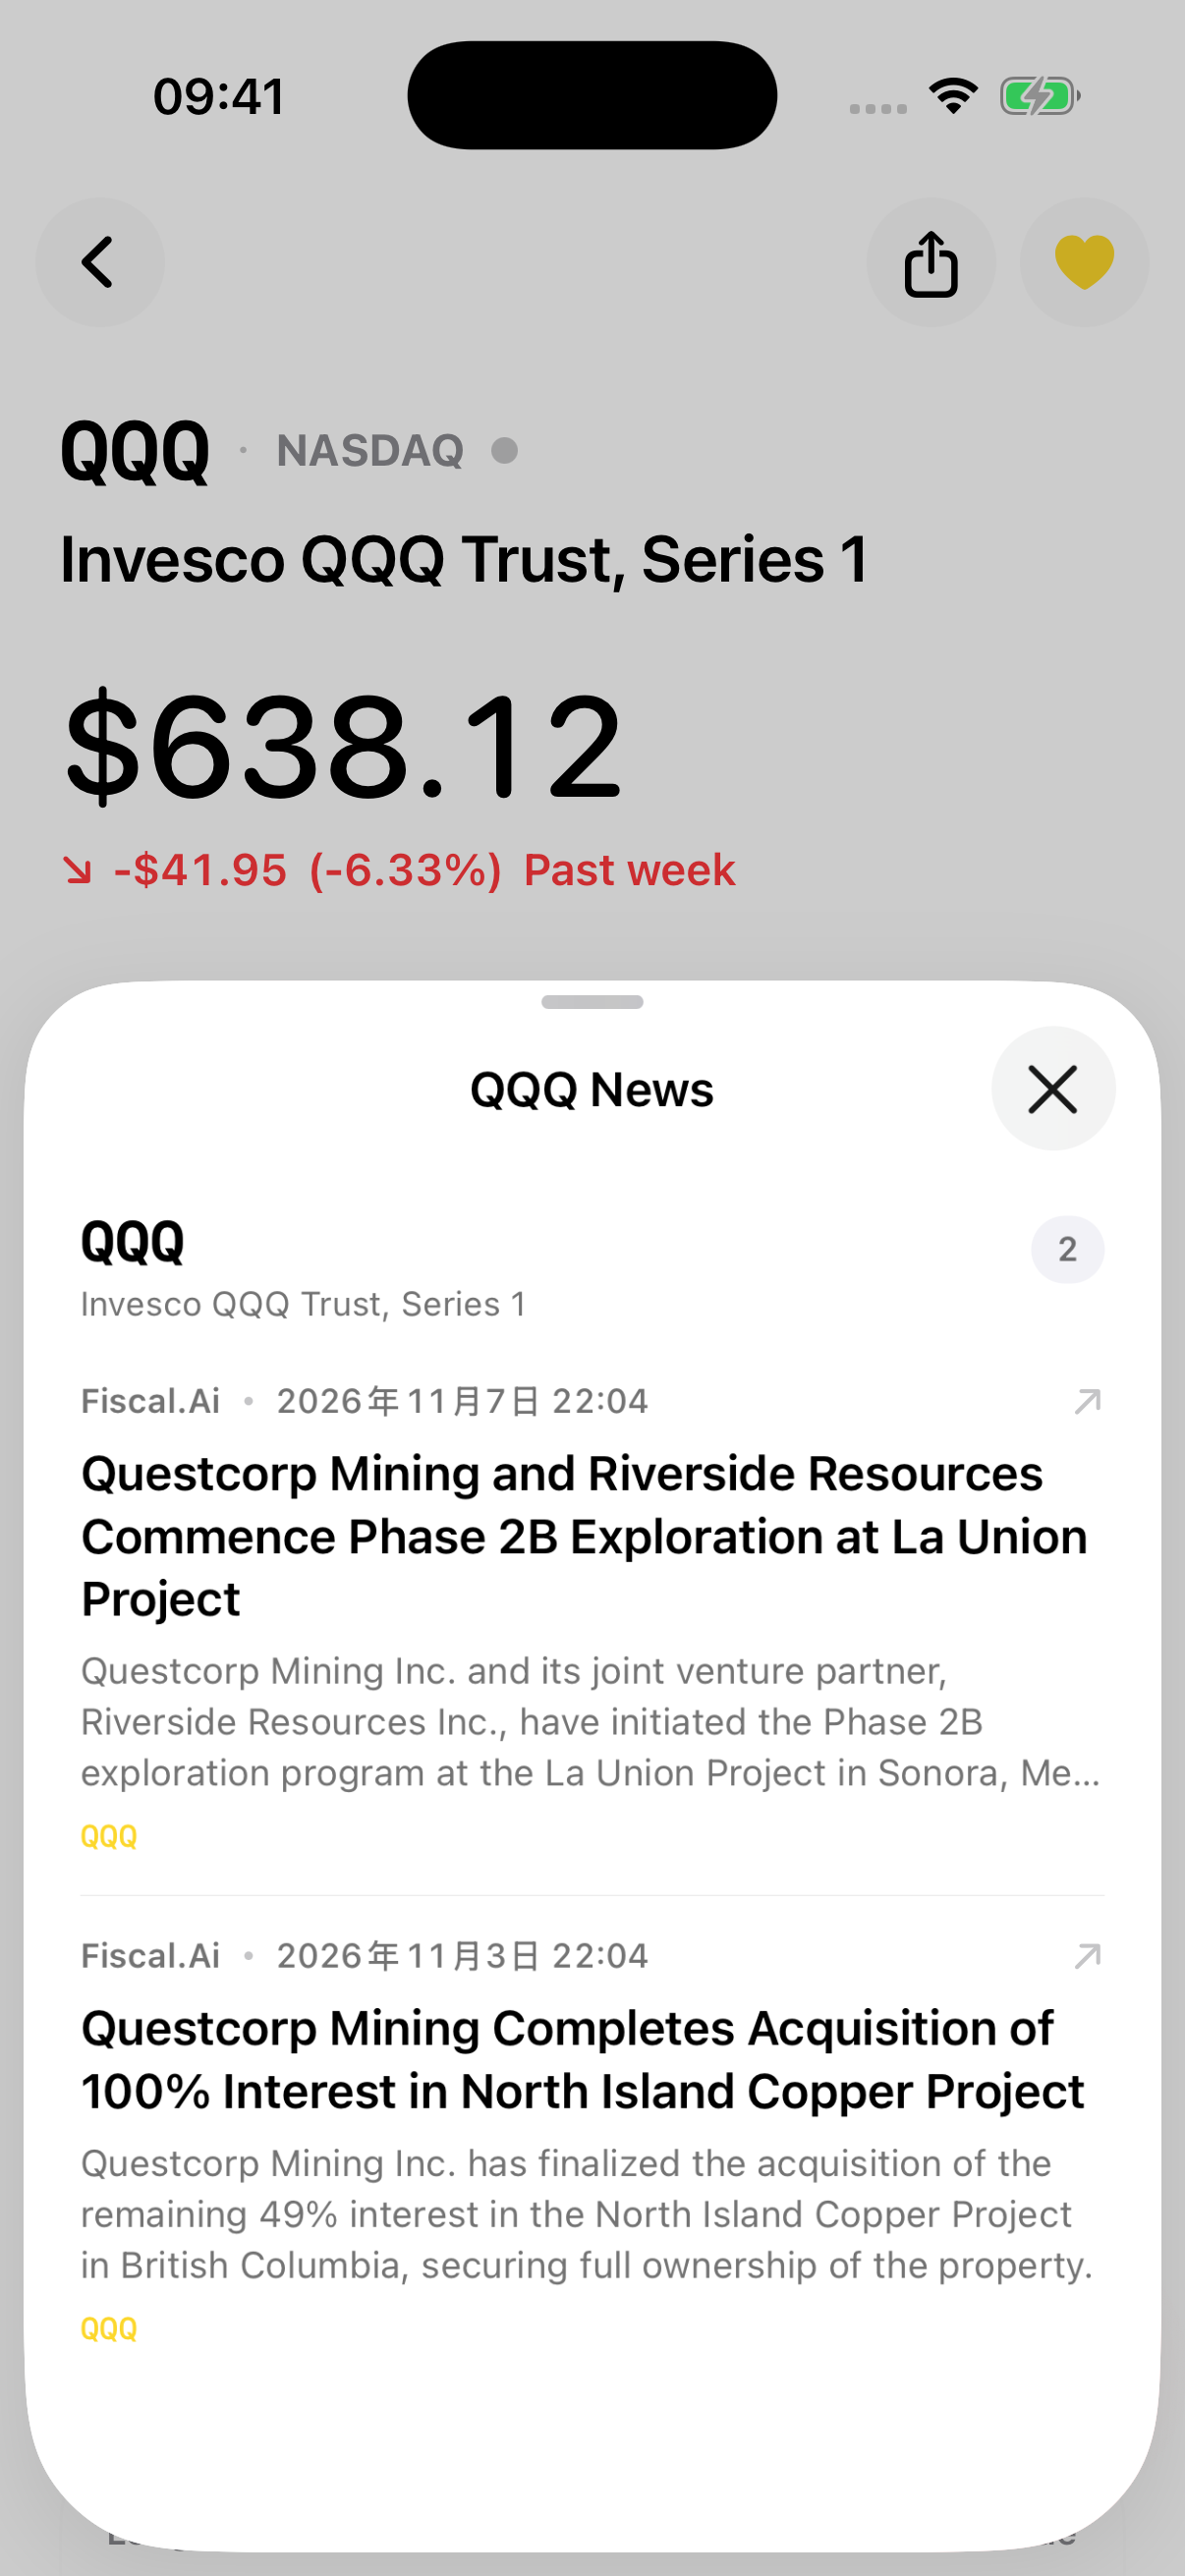 09:41
QQQ · NASDAQ
Invesco QQQ Trust, Series 1
$638.12
-$41.95 (-6.33%) Past week
QQQ News
QQQ
2
Invesco QQQ Trust, Series 1
Fiscal.Ai • 2026年11月7日 22:04
Questcorp Mining and Riverside Resources
Commence Phase 2B Exploration at La Union
Project
Questcorp Mining Inc. and its joint venture partner,
Riverside Resources Inc., have initiated the Phase 2B
exploration program at the La Union Project in Sonora, Me...
QQQ
Fiscal.Ai • 2026年11月3日 22:04
Questcorp Mining Completes Acquisition of
100% Interest in North Island Copper Project
Questcorp Mining Inc. has finalized the acquisition of the
remaining 49% interest in the North Island Copper Project
in British Columbia, securing full ownership of the property.
QQQ